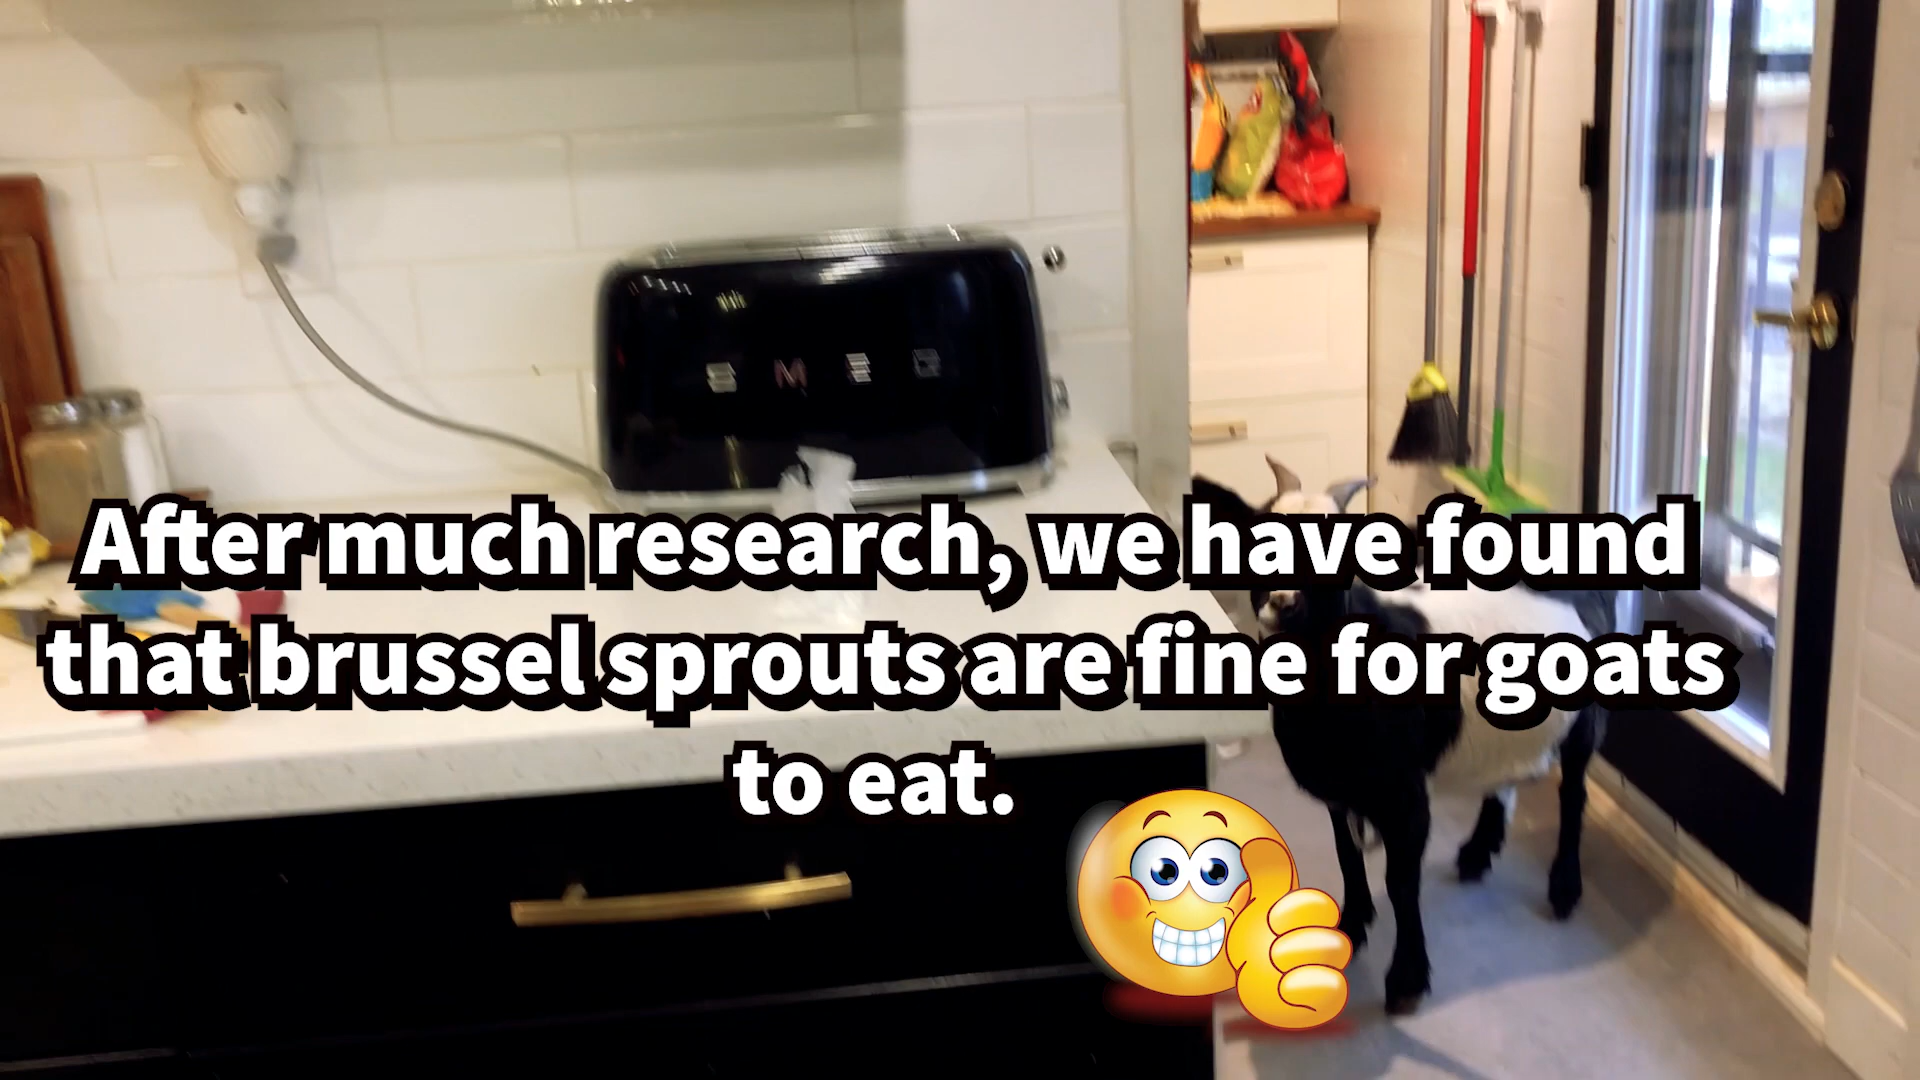 SMEG
After much research, we have found
that brussel sprouts are fine for goats
to eat.